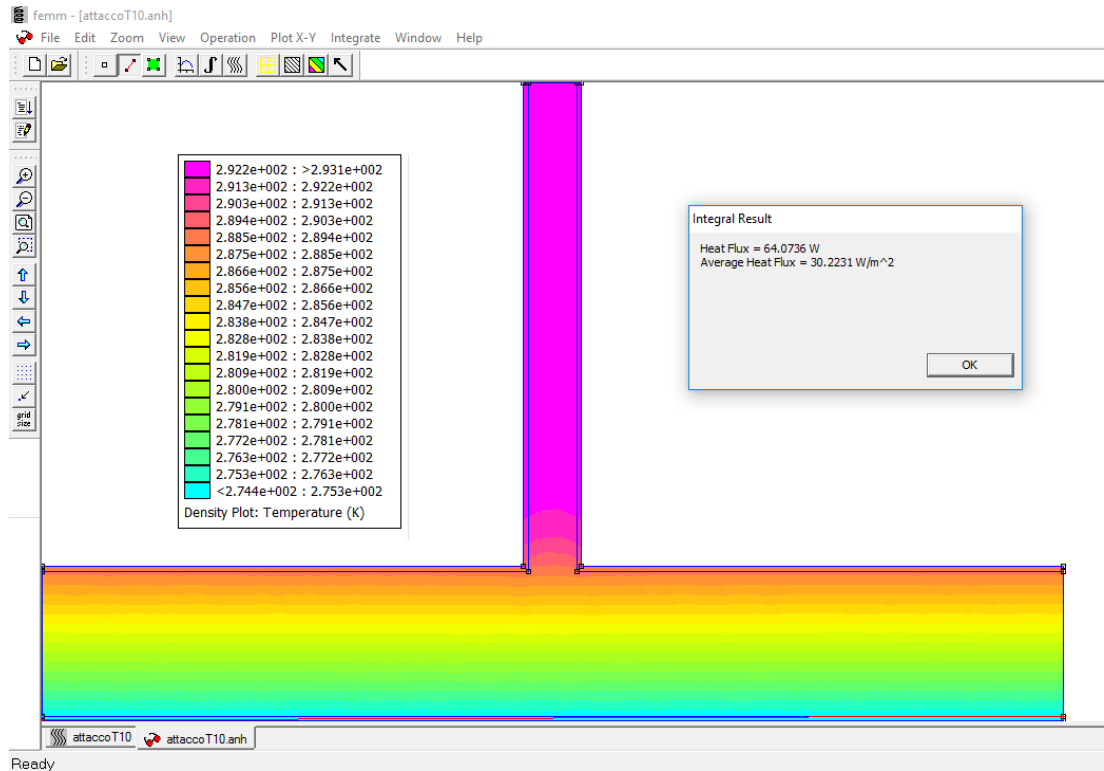 femm - [attaccoT10.anh]
File Edit Zoom View Operation Plot X-Y Integrate Window Help
2.922e+002 : >2.931e+002
2.913e+002 : 2.922e+002
2.903e+002 : 2.913e+002
2.894e+002 : 2.903e+002
2.885e+002 : 2.894e+002
2.875e+002 : 2.885e+002
2.866e+002 : 2.875e+002
2.856e+002 : 2.866e+002
2.847e+002 : 2.856e+002
2.838e+002 : 2.847e+002
2.828e+002 : 2.838e+002
2.819e+002 : 2.828e+002
2.809e+002 : 2.819e+002
2.800e+002 : 2.809e+002
2.791e+002 : 2.800e+002
2.781e+002 : 2.791e+002
2.772e+002 : 2.781e+002
2.763e+002 : 2.772e+002
2.753e+002 : 2.763e+002
<2.744e+002 : 2.753e+002
Density Plot: Temperature (K)
Integral Result
Heat Flux = 64.0736 W
Average Heat Flux = 30.2231 W/m^2
OK
grid
size
attaccoT10 attaccoT10.anh
Ready